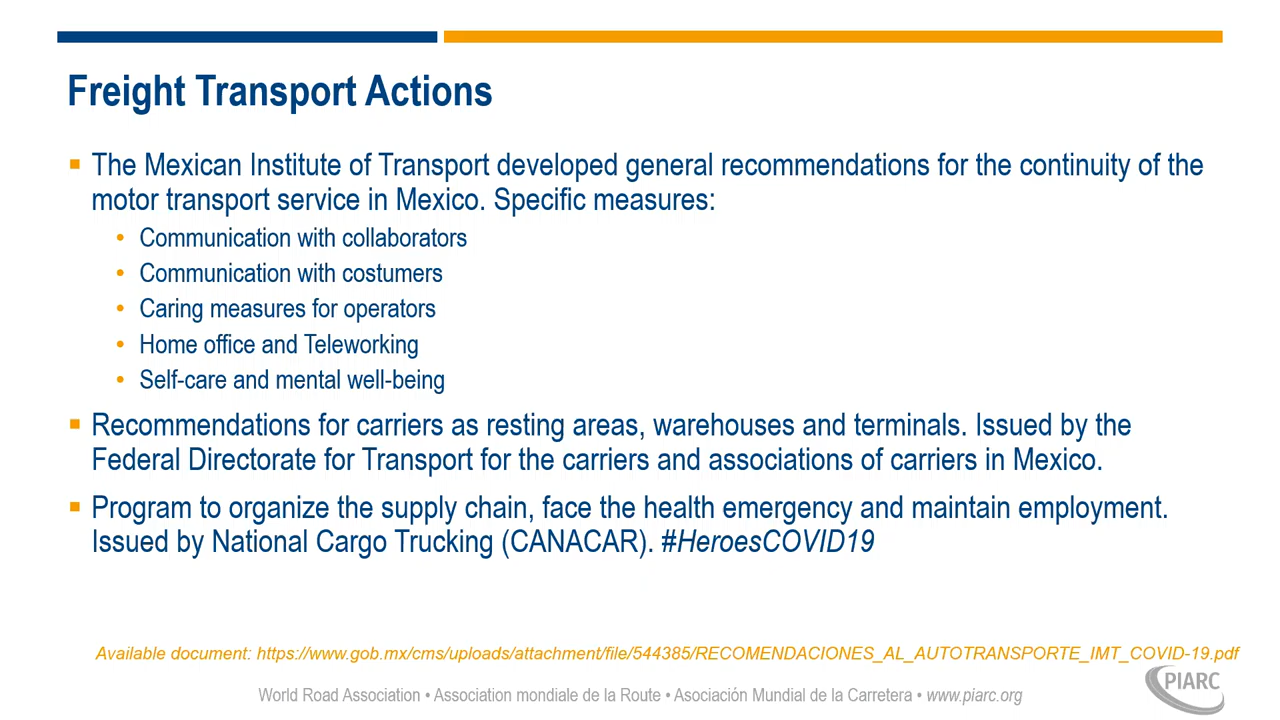 Freight Transport Actions
▪ The Mexican Institute of Transport developed general recommendations for the continuity of the
motor transport service in Mexico. Specific measures:
• Communication with collaborators
• Communication with costumers
• Caring measures for operators
• Home office and Teleworking
• Self-care and mental well-being
▪ Recommendations for carriers as resting areas, warehouses and terminals. Issued by the
Federal Directorate for Transport for the carriers and associations of carriers in Mexico.
▪ Program to organize the supply chain, face the health emergency and maintain employment.
Issued by National Cargo Trucking (CANACAR). #HeroesCOVID19
Available document: https://www.gob.mx/cms/uploads/attachment/file/544385/RECOMENDACIONES_AL_AUTOTRANSPORTE_IMT_COVID-19.pdf
World Road Association • Association mondiale de la Route • Asociación Mundial de la Carretera • www.piarc.org
PIARC